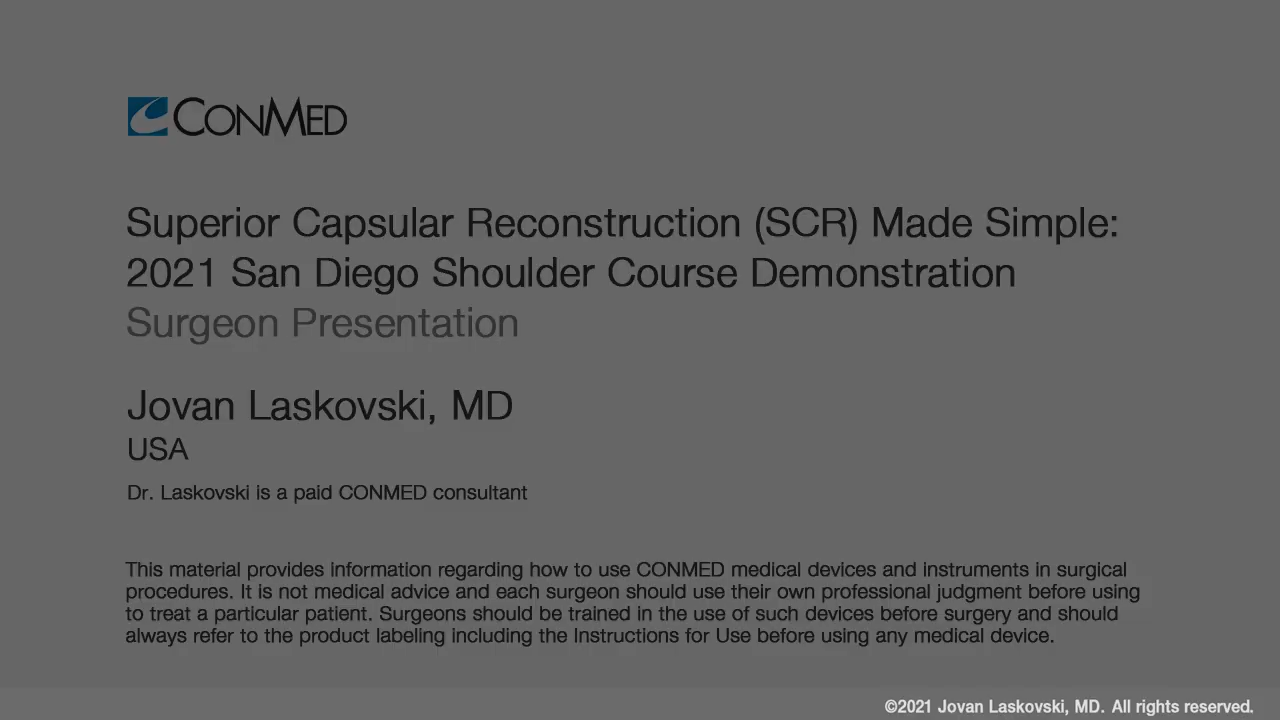 CONMED
Superior Capsular Reconstruction (SCR) Made Simple:
2021 San Diego Shoulder Course Demonstration
Surgeon Presentation
Jovan Laskovski, MD
USA
Dr. Laskovski is a paid CONMED consultant
This material provides information regarding how to use CONMED medical devices and instruments in surgical
procedures. It is not medical advice and each surgeon should use their own professional judgment before using
to treat a particular patient. Surgeons should be trained in the use of such devices before surgery and should
always refer to the product labeling including the Instructions for Use before using any medical device.
©2021 Jovan Laskovski, MD. All rights reserved.